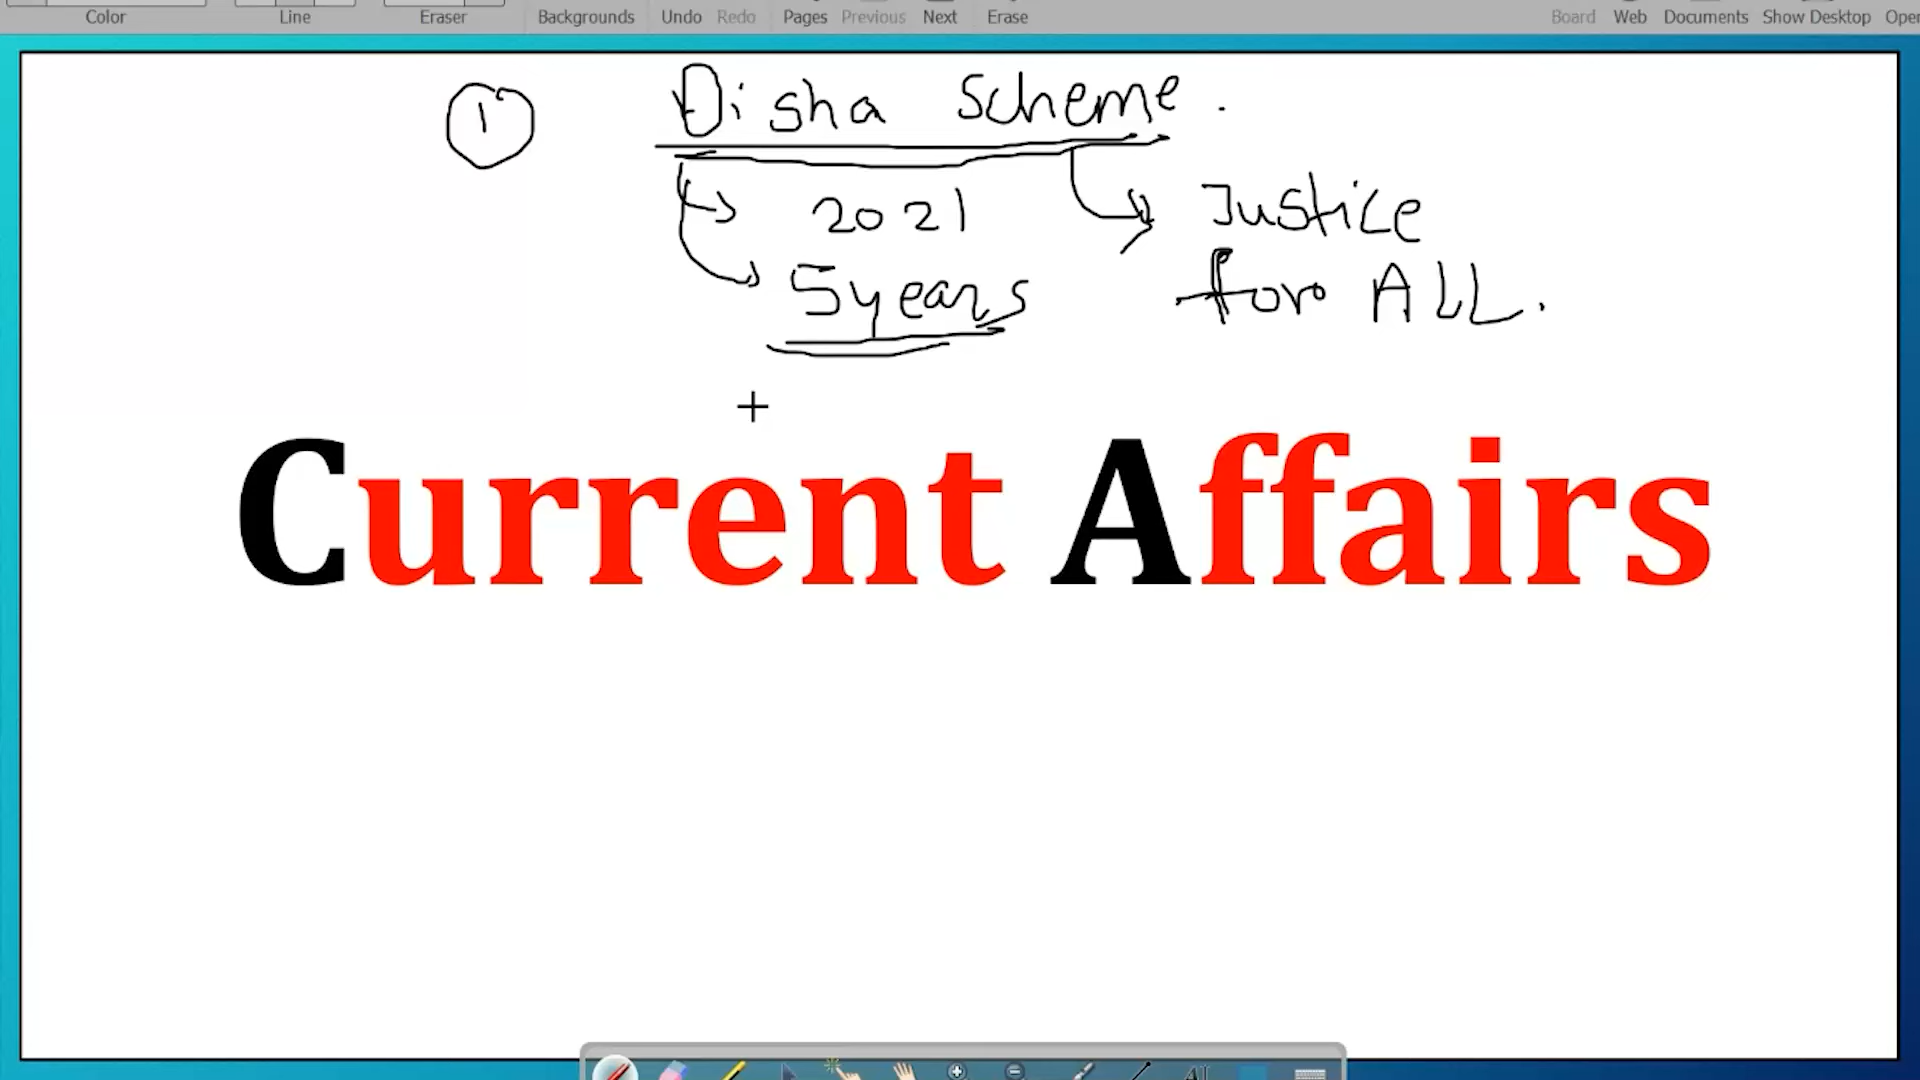 Color Line Eraser Backgrounds Undo Redo Pages Previous Next Erase Board Web Documents Show Desktop
① Disha Scheme.
2021
Justice
5 years
for ALL.
Current Affairs